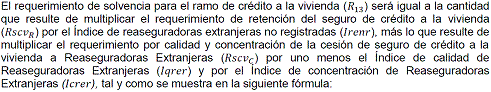 El requerimiento de solvencia para el ramo de crédito a la vivienda (R₁₃) será igual a la cantidad
que resulte de multiplicar el requerimiento de retención del seguro de crédito a la vivienda
(Rscv_R) por el Índice de reaseguradoras extranjeras no registradas (Irenr), más lo que resulte de
multiplicar el requerimiento por calidad y concentración de la cesión de seguro de crédito a la
vivienda a Reaseguradoras Extranjeras (Rscv_C) por uno menos el Índice de calidad de
Reaseguradoras Extranjeras (Iqrer) y por el Índice de concentración de Reaseguradoras
Extranjeras (Icrer), tal y como se muestra en la siguiente fórmula: